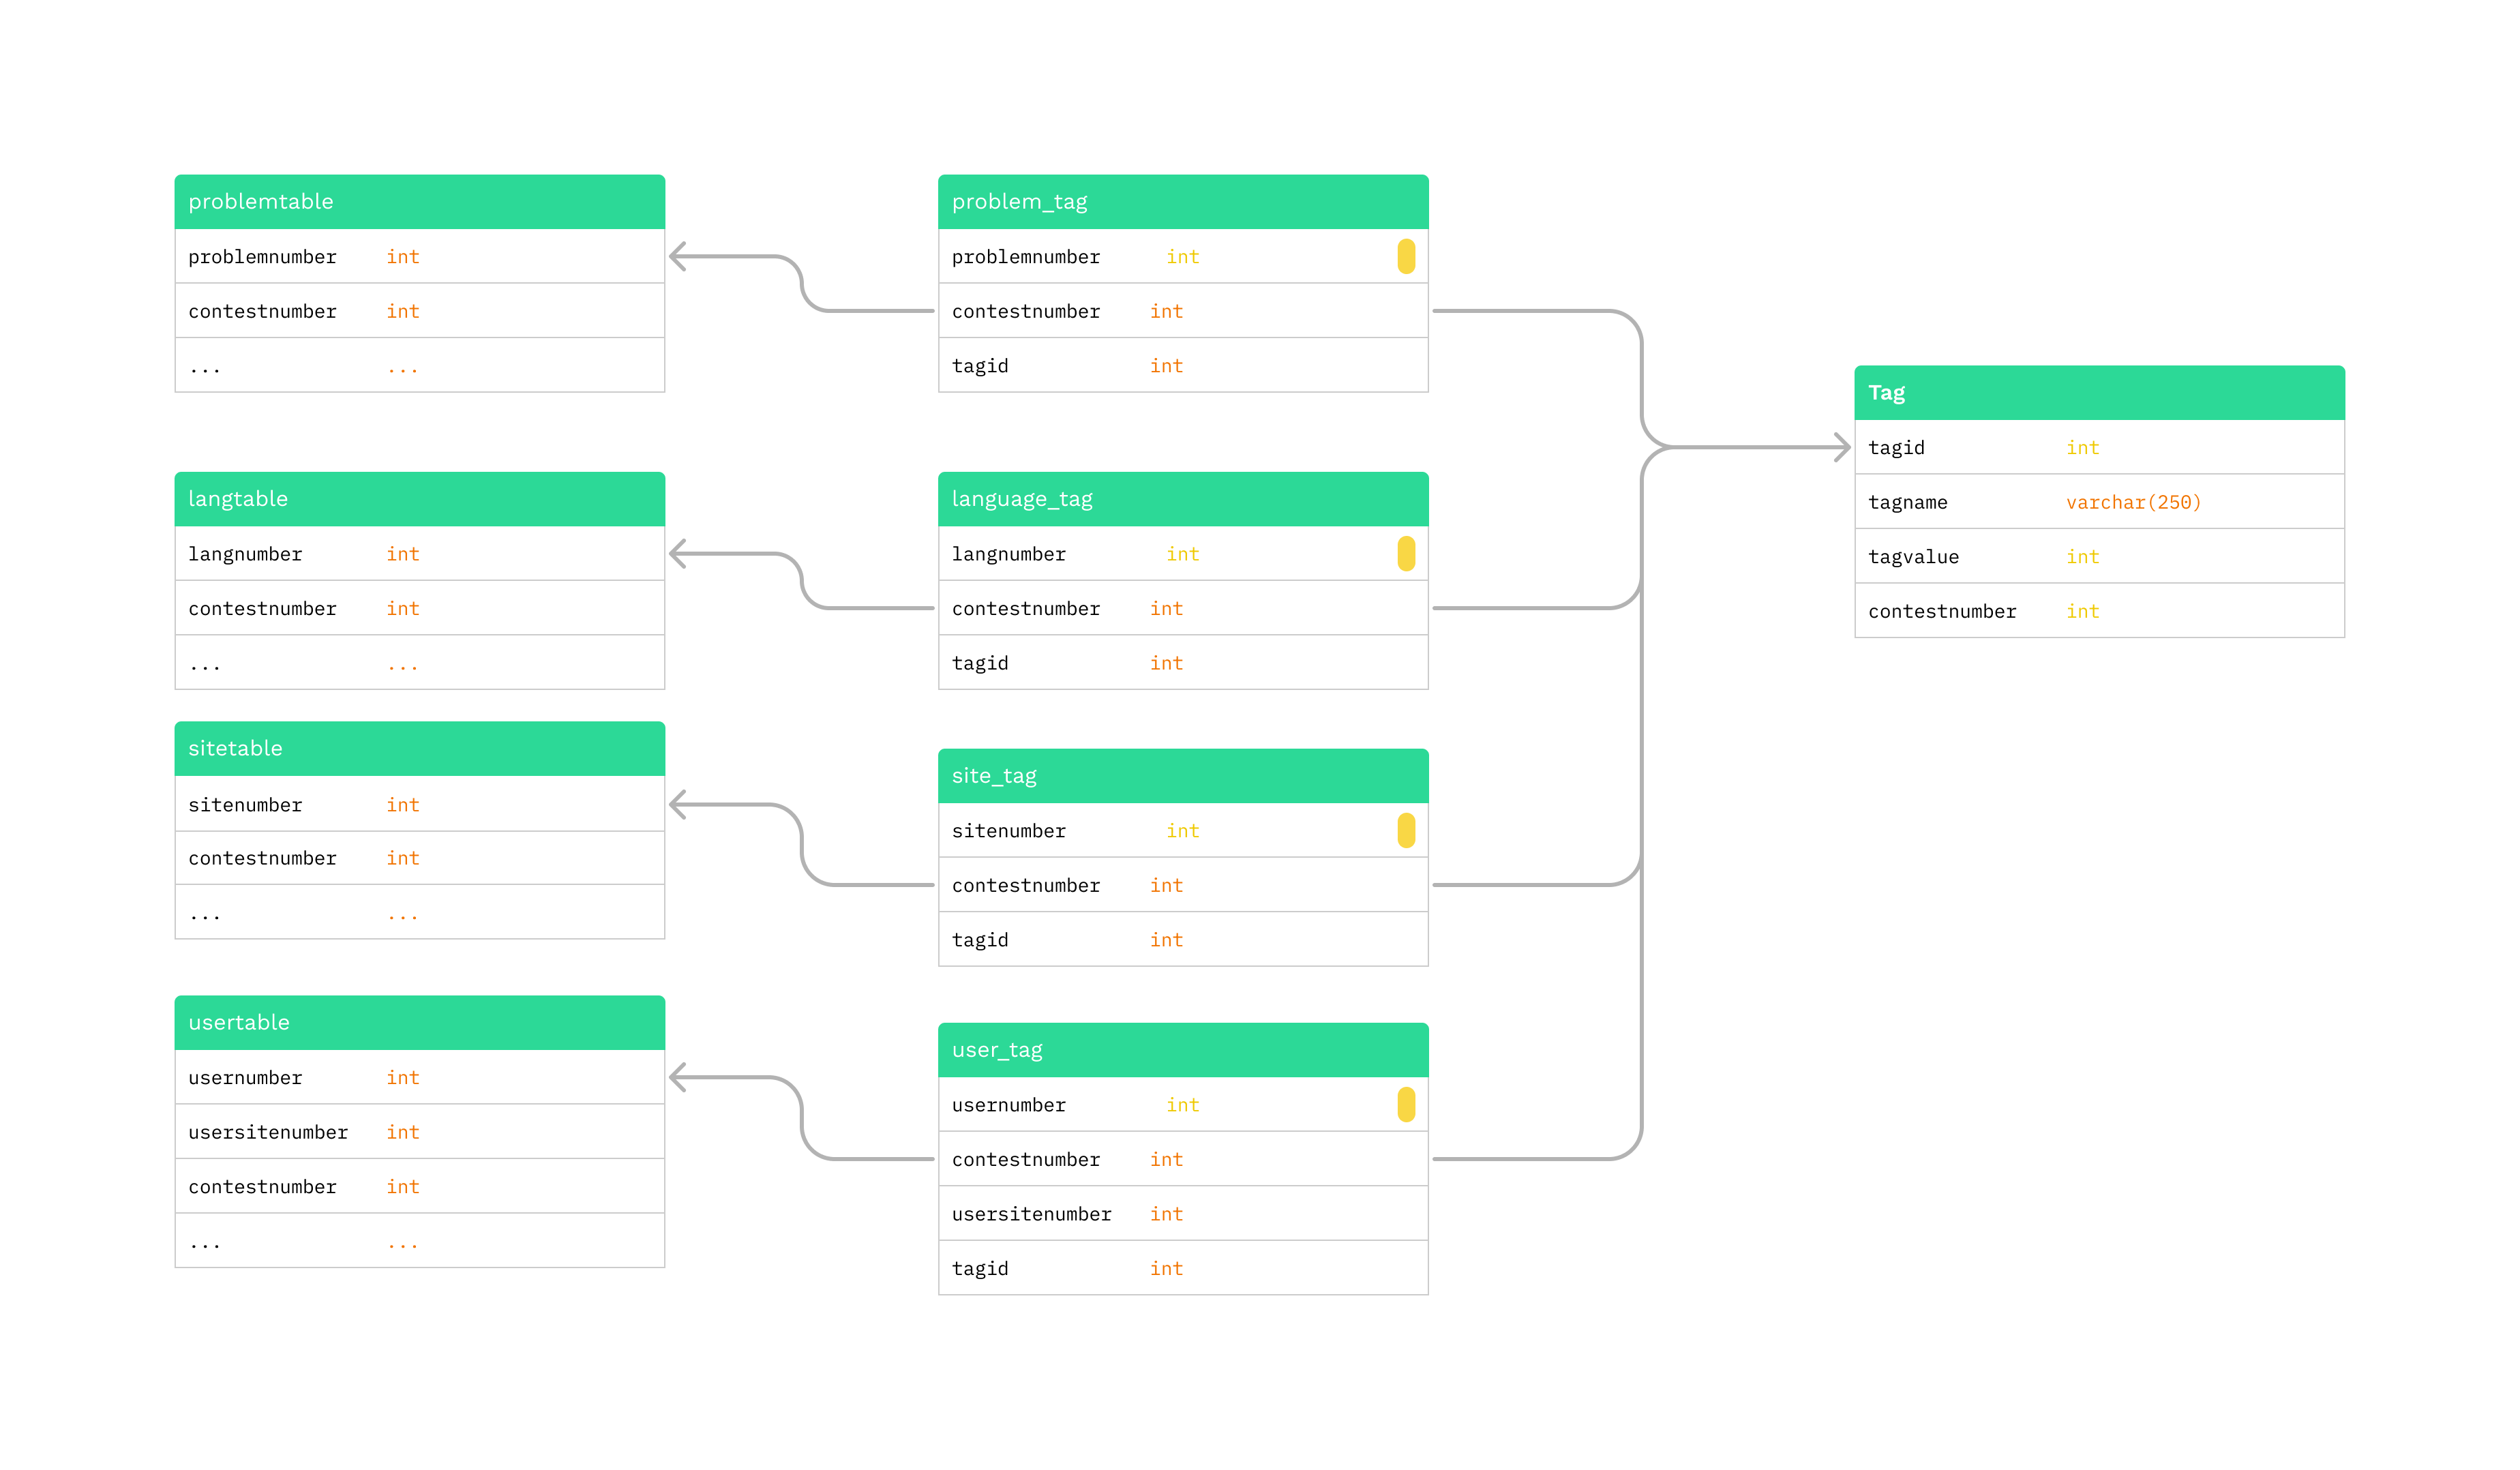 problemtable
problemnumber int
contestnumber int
... ...
langtable
langnumber int
contestnumber int
... ...
sitetable
sitenumber int
contestnumber int
... ...
usertable
usernumber int
usersitenumber int
contestnumber int
... ...
problem_tag
problemnumber int
contestnumber int
tagid int
language_tag
langnumber int
contestnumber int
tagid int
site_tag
sitenumber int
contestnumber int
tagid int
user_tag
usernumber int
contestnumber int
usersitenumber int
tagid int
Tag
tagid int
tagname varchar(250)
tagvalue int
contestnumber int